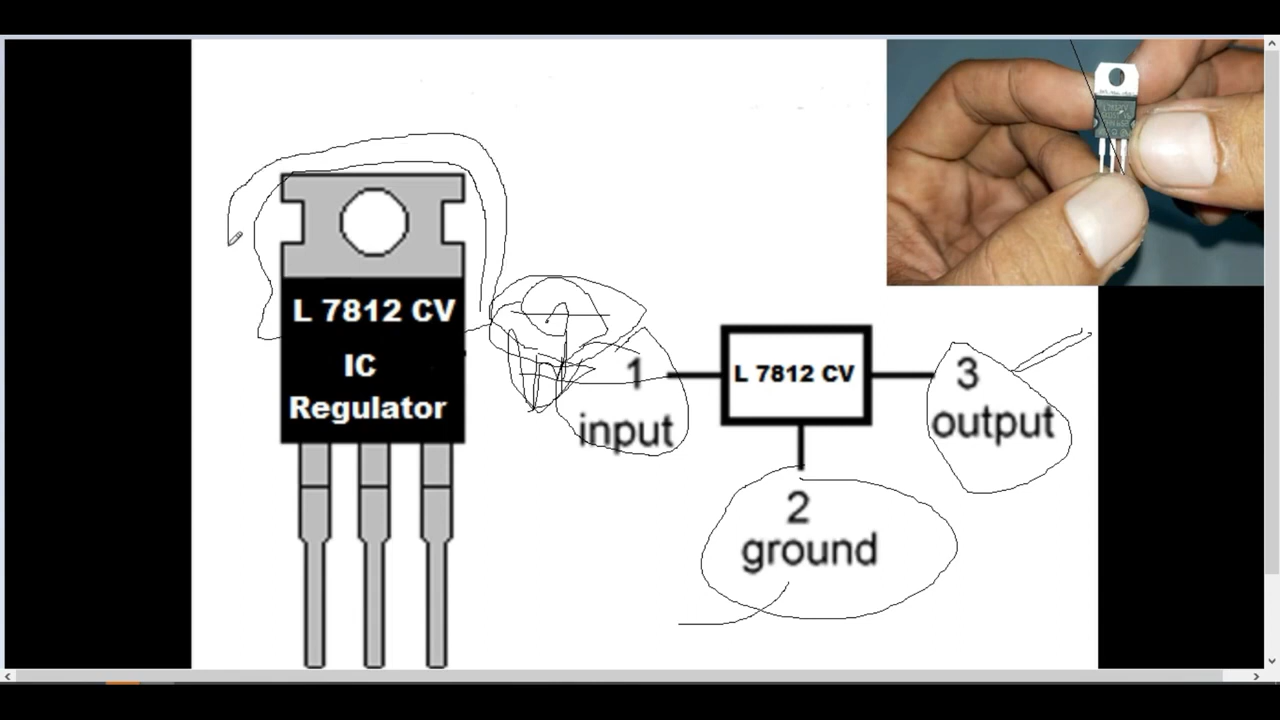 L 7812 CV
IC
Regulator
1
input
L 7812 CV
3
output
2
ground